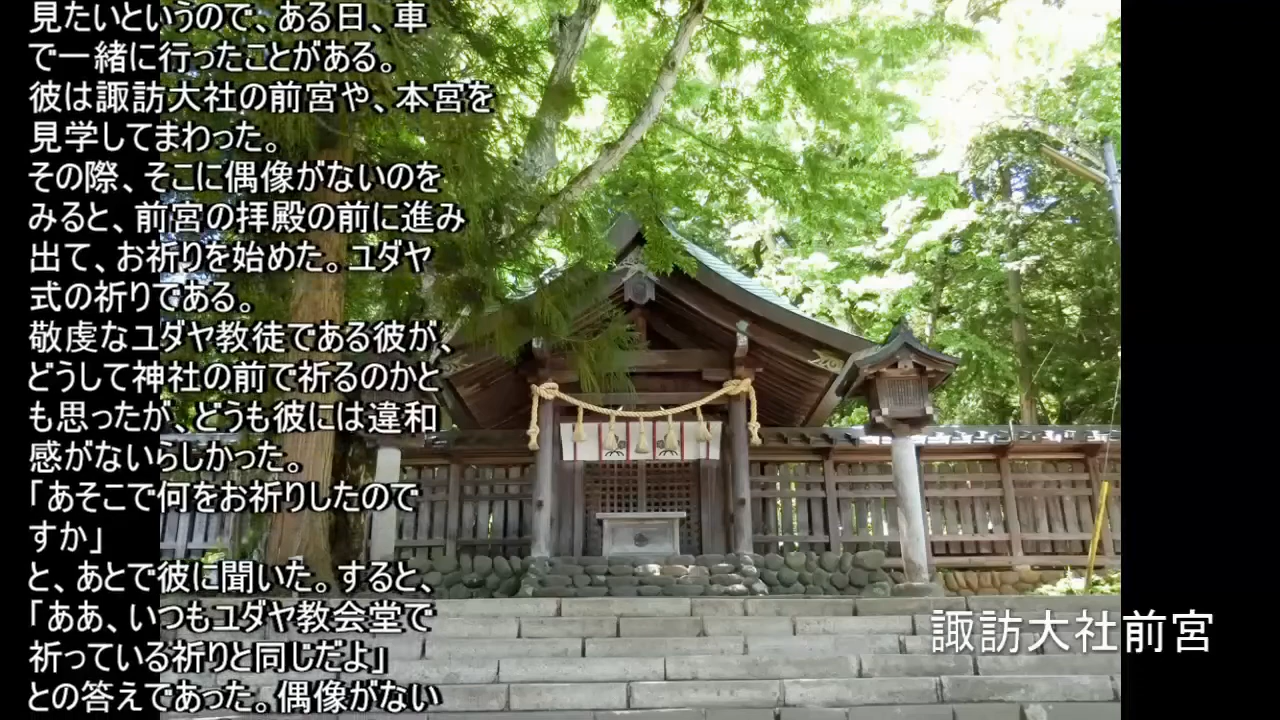 見たいというので、ある日、車
で一緒に行ったことがある。
彼は諏訪大社の前宮や、本宮を
見学してまわった。
その際、そこに偶像がないのを
みると、前宮の拝殿の前に進み
出て、お祈りを始めた。ユダヤ
式の祈りである。
敬虔なユダヤ教徒である彼が、
どうして神社の前で祈るのかと
も思ったが、どうも彼には違和
感がないらしかった。
「あそこで何をお祈りしたので
すか」
と、あとで彼に聞いた。すると、
「ああ、いつもユダヤ教会堂で
祈っている祈りと同じだよ」
との答えであった。偶像がない
諏訪大社前宮